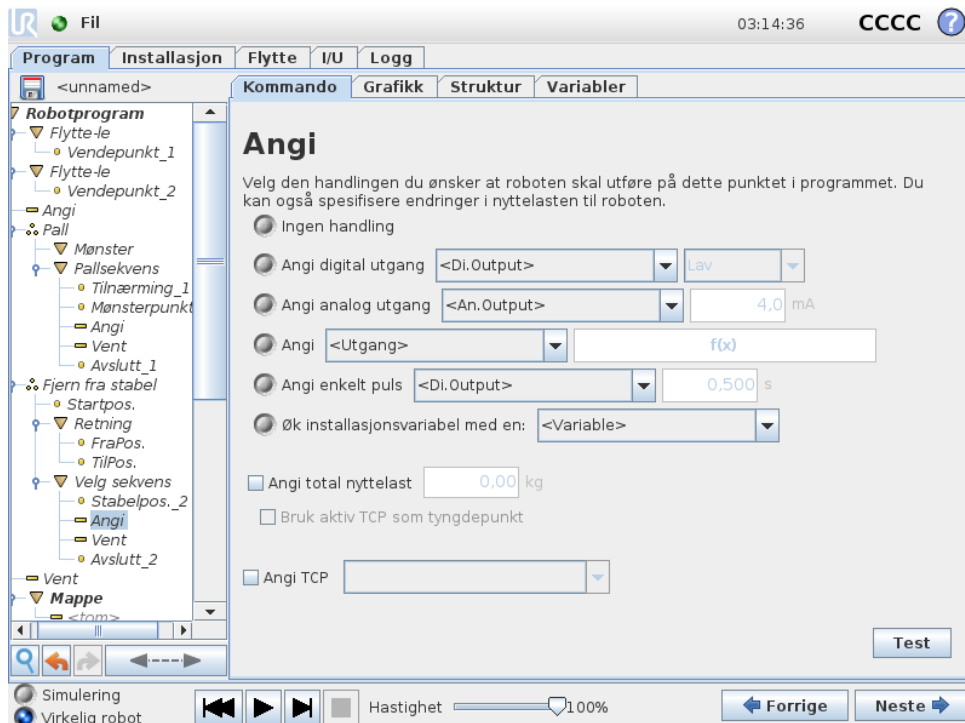 UR Fil 03:14:36 CCCC ?
Program Installasjon Flytte I/U Logg
<unnamed>
Kommando Grafikk Struktur Variabler
Robotprogram
Flytte-le
Vendepunkt_1
Flytte-le
Vendepunkt_2
Angi
Pall
Mønster
Pallsekvens
Tilnærming_1
Mønsterpunkt
Angi
Vent
Avslutt_1
Fjern fra stabel
Startpos.
Retning
FraPos.
TilPos.
Velg sekvens
Stabelpos._2
Angi
Vent
Avslutt_2
Vent
Mappe
<tom>
Angi
Velg den handlingen du ønsker at roboten skal utføre på dette punktet i programmet. Du
kan også spesifisere endringer i nyttelasten til roboten.
Ingen handling
Angi digital utgang <Di.Output> Lav
Angi analog utgang <An.Output> 4,0 mA
Angi <Utgang> f(x)
Angi enkelt puls <Di.Output> 0,500 s
Øk installasjonsvariabel med en: <Variable>
Angi total nyttelast 0,00 kg
Bruk aktiv TCP som tyngdepunkt
Angi TCP
Test
Simulering
Virkelig robot
Hastighet 100%
Forrige Neste